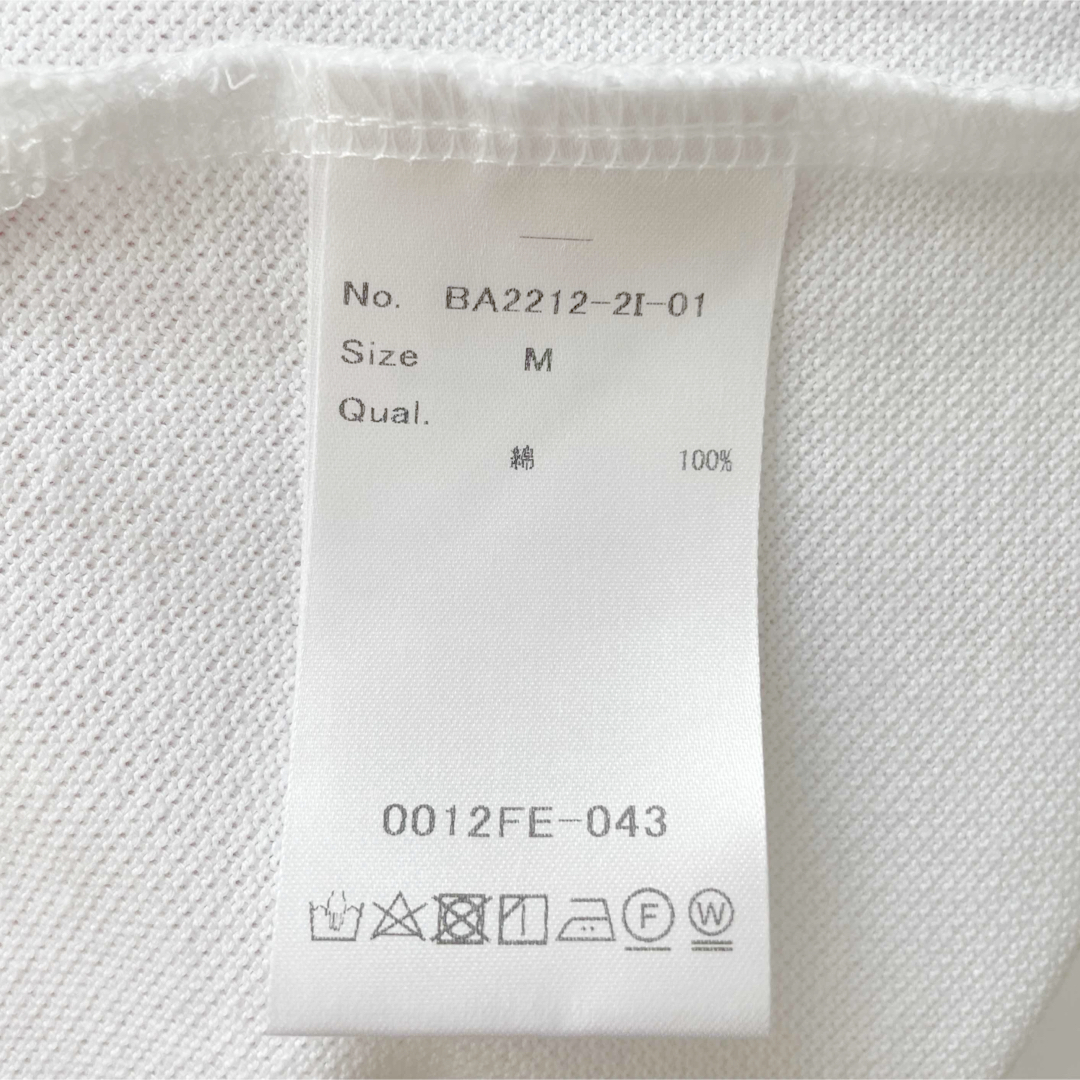 No. BA2212-2I-01
Size M
Qual.
綿 100%
0012FE-043
F W